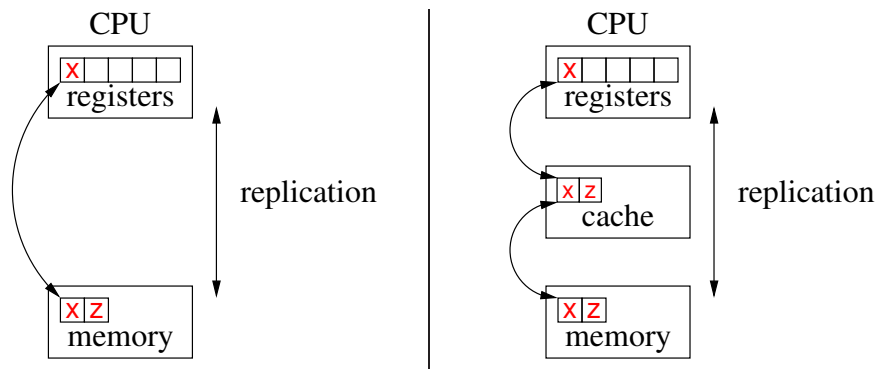 CPU
x
registers
replication
x z
memory
CPU
x
registers
x z
cache
replication
x z
memory